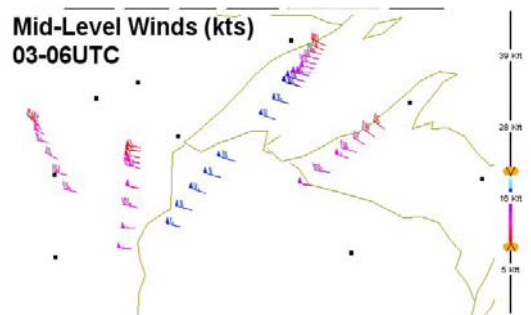 Mid-Level Winds (kts)
03-06UTC
39 kft
28 kft
16 kft
5 kft